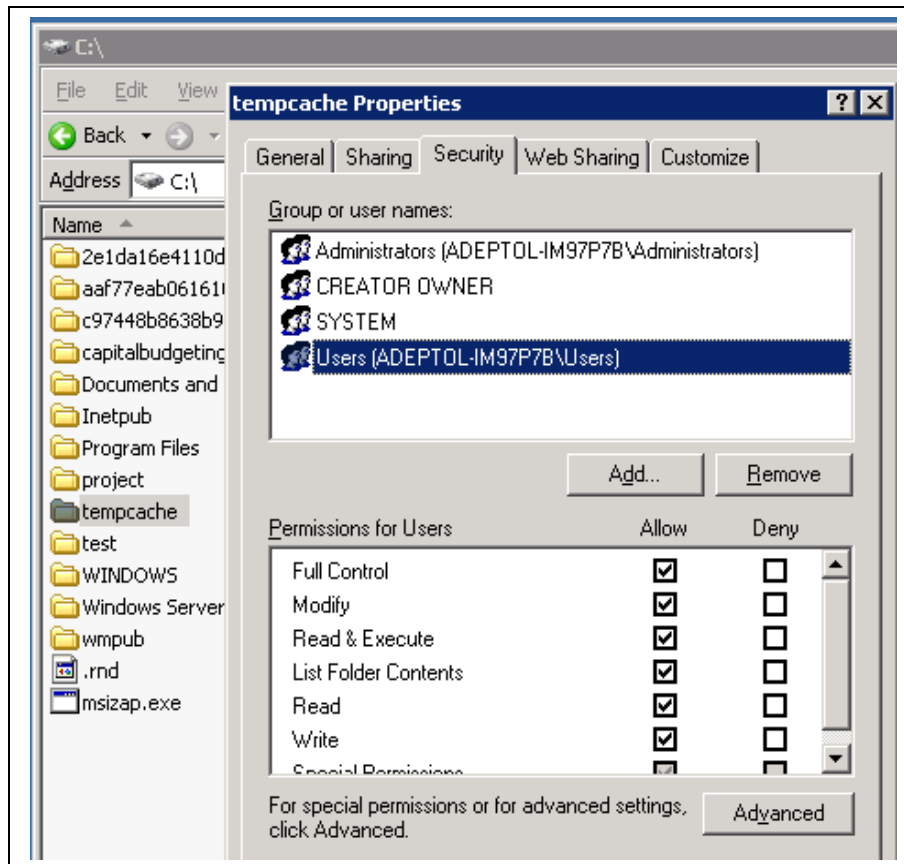 C:\
File Edit View
tempcache Properties
Back
General Sharing Security Web Sharing Customize
Address C:\
Group or user names:
Name
Administrators (ADEPTOL-IM97P7B\Administrators)
CREATOR OWNER
SYSTEM
Users (ADEPTOL-IM97P7B\Users)
2e1da16e4110d
aaf77eab061610
c97448b8638b9
capitalbudgeting
Documents and
Inetpub
Program Files
project
tempcache
test
WINDOWS
Windows Server
wmpub
.rnd
msizap.exe
Add... Remove
Permissions for Users Allow Deny
Full Control
Modify
Read & Execute
List Folder Contents
Read
Write
Special Permissions
For special permissions or for advanced settings,
click Advanced.
Advanced